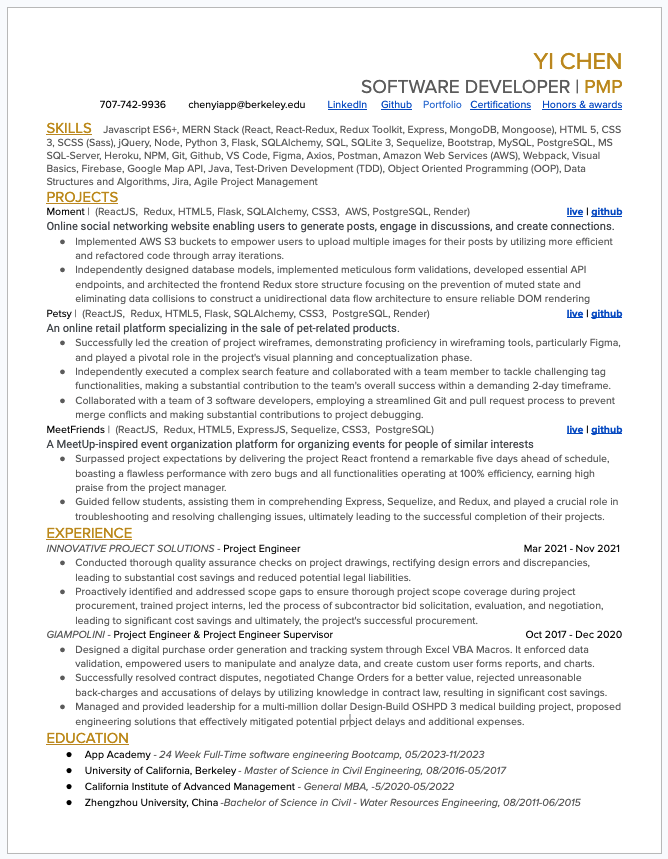 YI CHEN
SOFTWARE DEVELOPER | PMP
707-742-9936 chenyiapp@berkeley.edu LinkedIn Github Portfolio Certifications Honors & awards
SKILLS Javascript ES6+, MERN Stack (React, React-Redux, Redux Toolkit, Express, MongoDB, Mongoose), HTML 5, CSS
3, SCSS (Sass), jQuery, Node, Python 3, Flask, SQLAlchemy, SQL, SQLite 3, Sequelize, Bootstrap, MySQL, PostgreSQL, MS
SQL-Server, Heroku, NPM, Git, Github, VS Code, Figma, Axios, Postman, Amazon Web Services (AWS), Webpack, Visual
Basics, Firebase, Google Map API, Java, Test-Driven Development (TDD), Object Oriented Programming (OOP), Data
Structures and Algorithms, Jira, Agile Project Management
PROJECTS
Moment | (ReactJS, Redux, HTML5, Flask, SQLAlchemy, CSS3, AWS, PostgreSQL, Render) live | github
Online social networking website enabling users to generate posts, engage in discussions, and create connections.
● Implemented AWS S3 buckets to empower users to upload multiple images for their posts by utilizing more efficient
and refactored code through array iterations.
● Independently designed database models, implemented meticulous form validations, developed essential API
endpoints, and architected the frontend Redux store structure focusing on the prevention of muted state and
eliminating data collisions to construct a unidirectional data flow architecture to ensure reliable DOM rendering
Petsy | (ReactJS, Redux, HTML5, Flask, SQLAlchemy, CSS3, PostgreSQL, Render) live | github
An online retail platform specializing in the sale of pet-related products.
● Successfully led the creation of project wireframes, demonstrating proficiency in wireframing tools, particularly Figma,
and played a pivotal role in the project's visual planning and conceptualization phase.
● Independently executed a complex search feature and collaborated with a team member to tackle challenging tag
functionalities, making a substantial contribution to the team's overall success within a demanding 2-day timeframe.
● Collaborated with a team of 3 software developers, employing a streamlined Git and pull request process to prevent
merge conflicts and making substantial contributions to project debugging.
MeetFriends | (ReactJS, Redux, HTML5, ExpressJS, Sequelize, CSS3, PostgreSQL) live | github
A MeetUp-inspired event organization platform for organizing events for people of similar interests
● Surpassed project expectations by delivering the project React frontend a remarkable five days ahead of schedule,
boasting a flawless performance with zero bugs and all functionalities operating at 100% efficiency, earning high
praise from the project manager.
● Guided fellow students, assisting them in comprehending Express, Sequelize, and Redux, and played a crucial role in
troubleshooting and resolving challenging issues, ultimately leading to the successful completion of their projects.
EXPERIENCE
INNOVATIVE PROJECT SOLUTIONS - Project Engineer Mar 2021 - Nov 2021
● Conducted thorough quality assurance checks on project drawings, rectifying design errors and discrepancies,
leading to substantial cost savings and reduced potential legal liabilities.
● Proactively identified and addressed scope gaps to ensure thorough project scope coverage during project
procurement, trained project interns, led the process of subcontractor bid solicitation, evaluation, and negotiation,
leading to significant cost savings and ultimately, the project's successful procurement.
GIAMPOLINI - Project Engineer & Project Engineer Supervisor Oct 2017 - Dec 2020
● Designed a digital purchase order generation and tracking system through Excel VBA Macros. It enforced data
validation, empowered users to manipulate and analyze data, and create custom user forms reports, and charts.
● Successfully resolved contract disputes, negotiated Change Orders for a better value, rejected unreasonable
back-charges and accusations of delays by utilizing knowledge in contract law, resulting in significant cost savings.
● Managed and provided leadership for a multi-million dollar Design-Build OSHPD 3 medical building project, proposed
engineering solutions that effectively mitigated potential project delays and additional expenses.
EDUCATION
● App Academy - 24 Week Full-Time software engineering Bootcamp, 05/2023-11/2023
● University of California, Berkeley - Master of Science in Civil Engineering, 08/2016-05/2017
● California Institute of Advanced Management - General MBA, -5/2020-05/2022
● Zhengzhou University, China -Bachelor of Science in Civil - Water Resources Engineering, 08/2011-06/2015